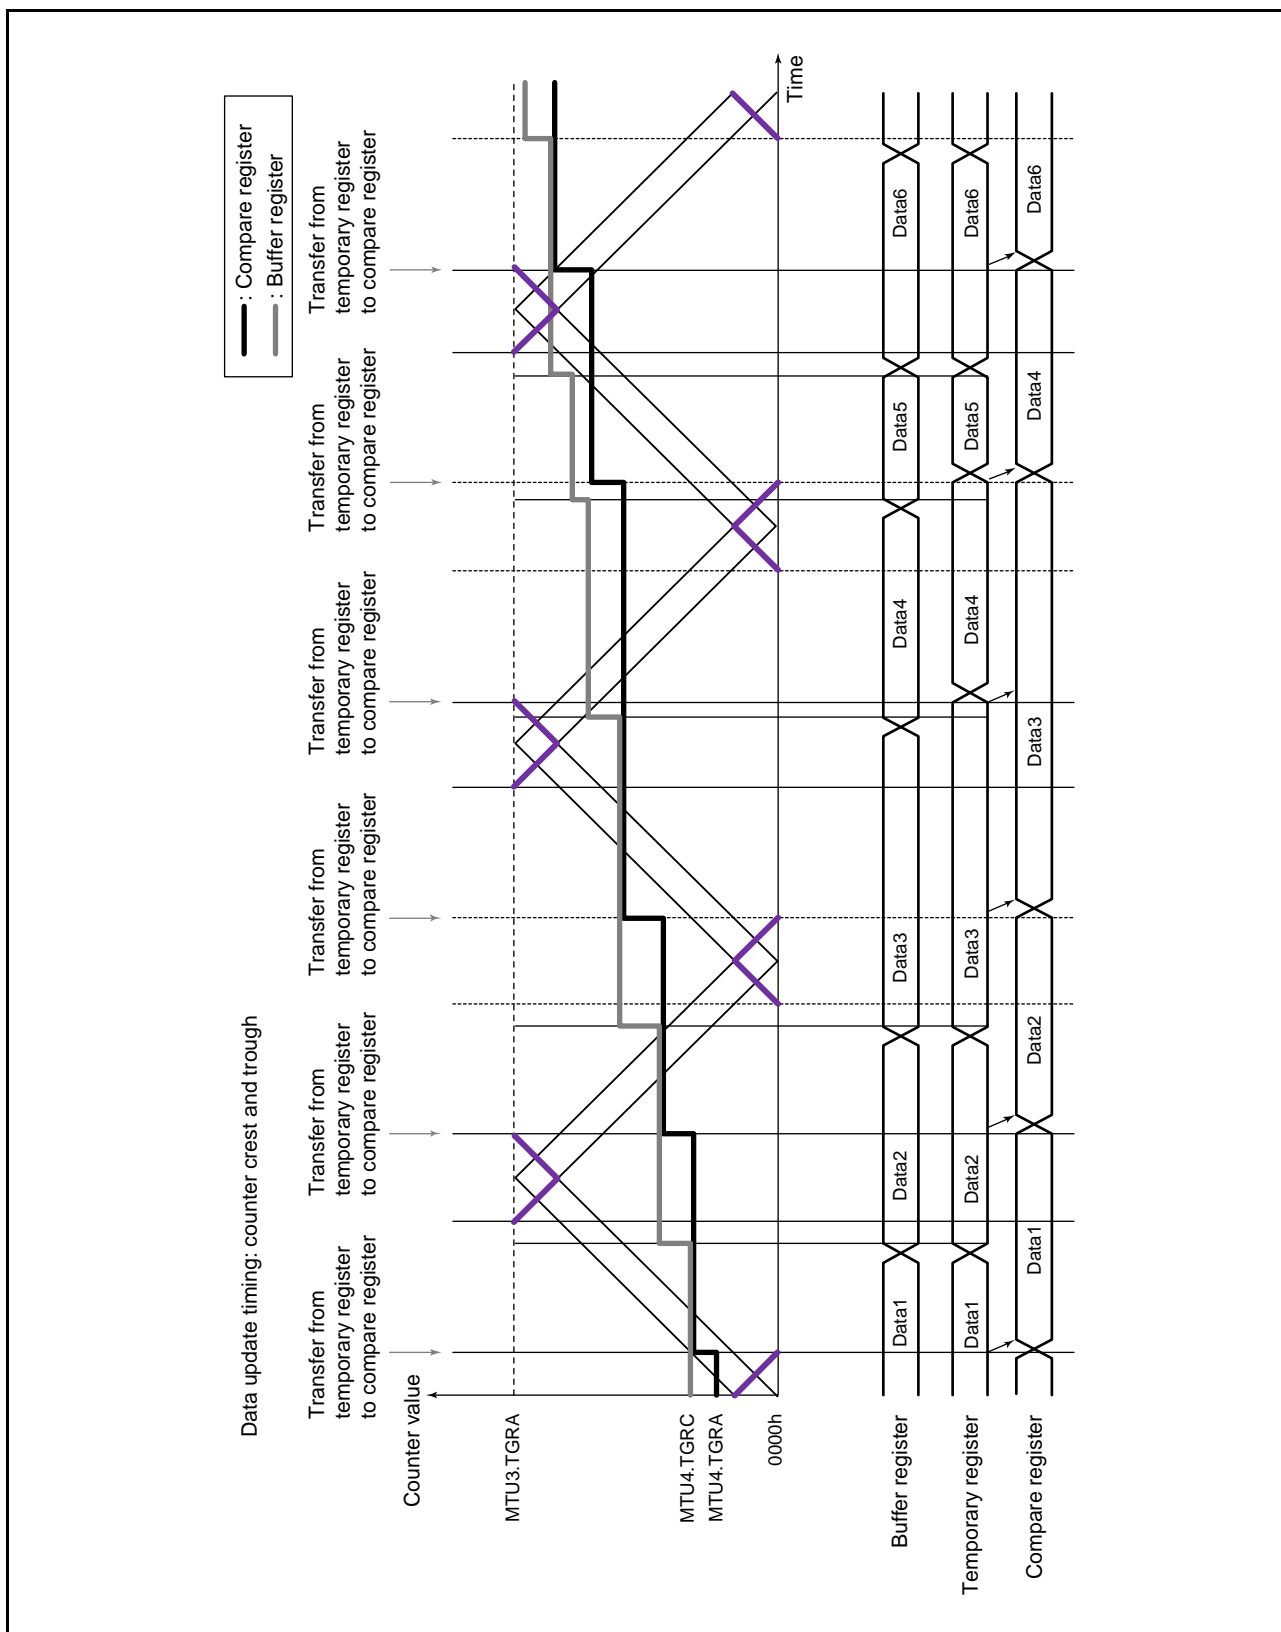 Data update timing: counter crest and trough
: Compare register
: Buffer register
Transfer from
temporary register
to compare register
Transfer from
temporary register
to compare register
Transfer from
temporary register
to compare register
Transfer from
temporary register
to compare register
Transfer from
temporary register
to compare register
Transfer from
temporary register
to compare register
Counter value
MTU3.TGRA
MTU4.TGRC
MTU4.TGRA
0000h
Time
Buffer register
Data1
Data2
Data3
Data4
Data5
Data6
Temporary register
Data1
Data2
Data3
Data4
Data5
Data6
Compare register
Data1
Data2
Data3
Data4
Data6